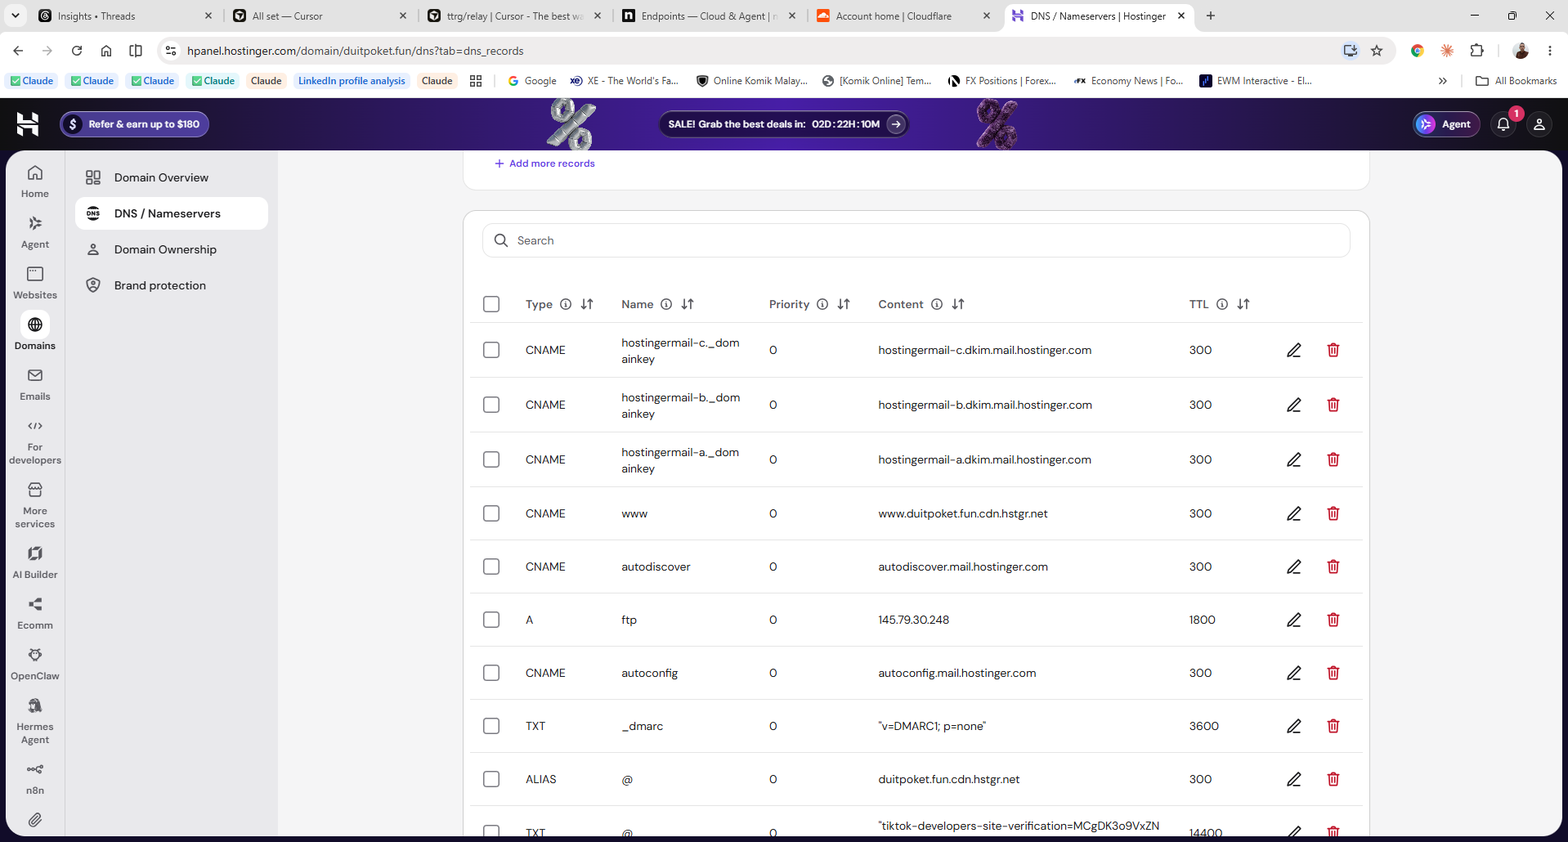 Insights • Threads
All set — Cursor
ttrg/relay | Cursor - The best wa
Endpoints — Cloud & Agent |
Account home | Cloudflare
DNS / Nameservers | Hostinger
hpanel.hostinger.com/domain/duitpoket.fun/dns?tab=dns_records
Claude
Claude
Claude
Claude
Claude
LinkedIn profile analysis
Claude
Google
XE - The World's Fa...
Online Komik Malay...
[Komik Online] Tem...
FX Positions | Forex...
Economy News | Fo...
EWM Interactive - El...
All Bookmarks
Refer & earn up to $180
SALE! Grab the best deals in: 02D : 22H : 10M
Agent
1
Home
Agent
Websites
Domains
Emails
For developers
More services
AI Builder
Ecomm
OpenClaw
Hermes Agent
n8n
Domain Overview
DNS / Nameservers
Domain Ownership
Brand protection
+ Add more records
Search
Type Name Priority Content TTL
CNAME hostingermail-c._domainkey 0 hostingermail-c.dkim.mail.hostinger.com 300
CNAME hostingermail-b._domainkey 0 hostingermail-b.dkim.mail.hostinger.com 300
CNAME hostingermail-a._domainkey 0 hostingermail-a.dkim.mail.hostinger.com 300
CNAME www 0 www.duitpoket.fun.cdn.hstgr.net 300
CNAME autodiscover 0 autodiscover.mail.hostinger.com 300
A ftp 0 145.79.30.248 1800
CNAME autoconfig 0 autoconfig.mail.hostinger.com 300
TXT _dmarc 0 "v=DMARC1; p=none" 3600
ALIAS @ 0 duitpoket.fun.cdn.hstgr.net 300
TXT @ 0 "tiktok-developers-site-verification=MCgDK3o9VxZN 14400